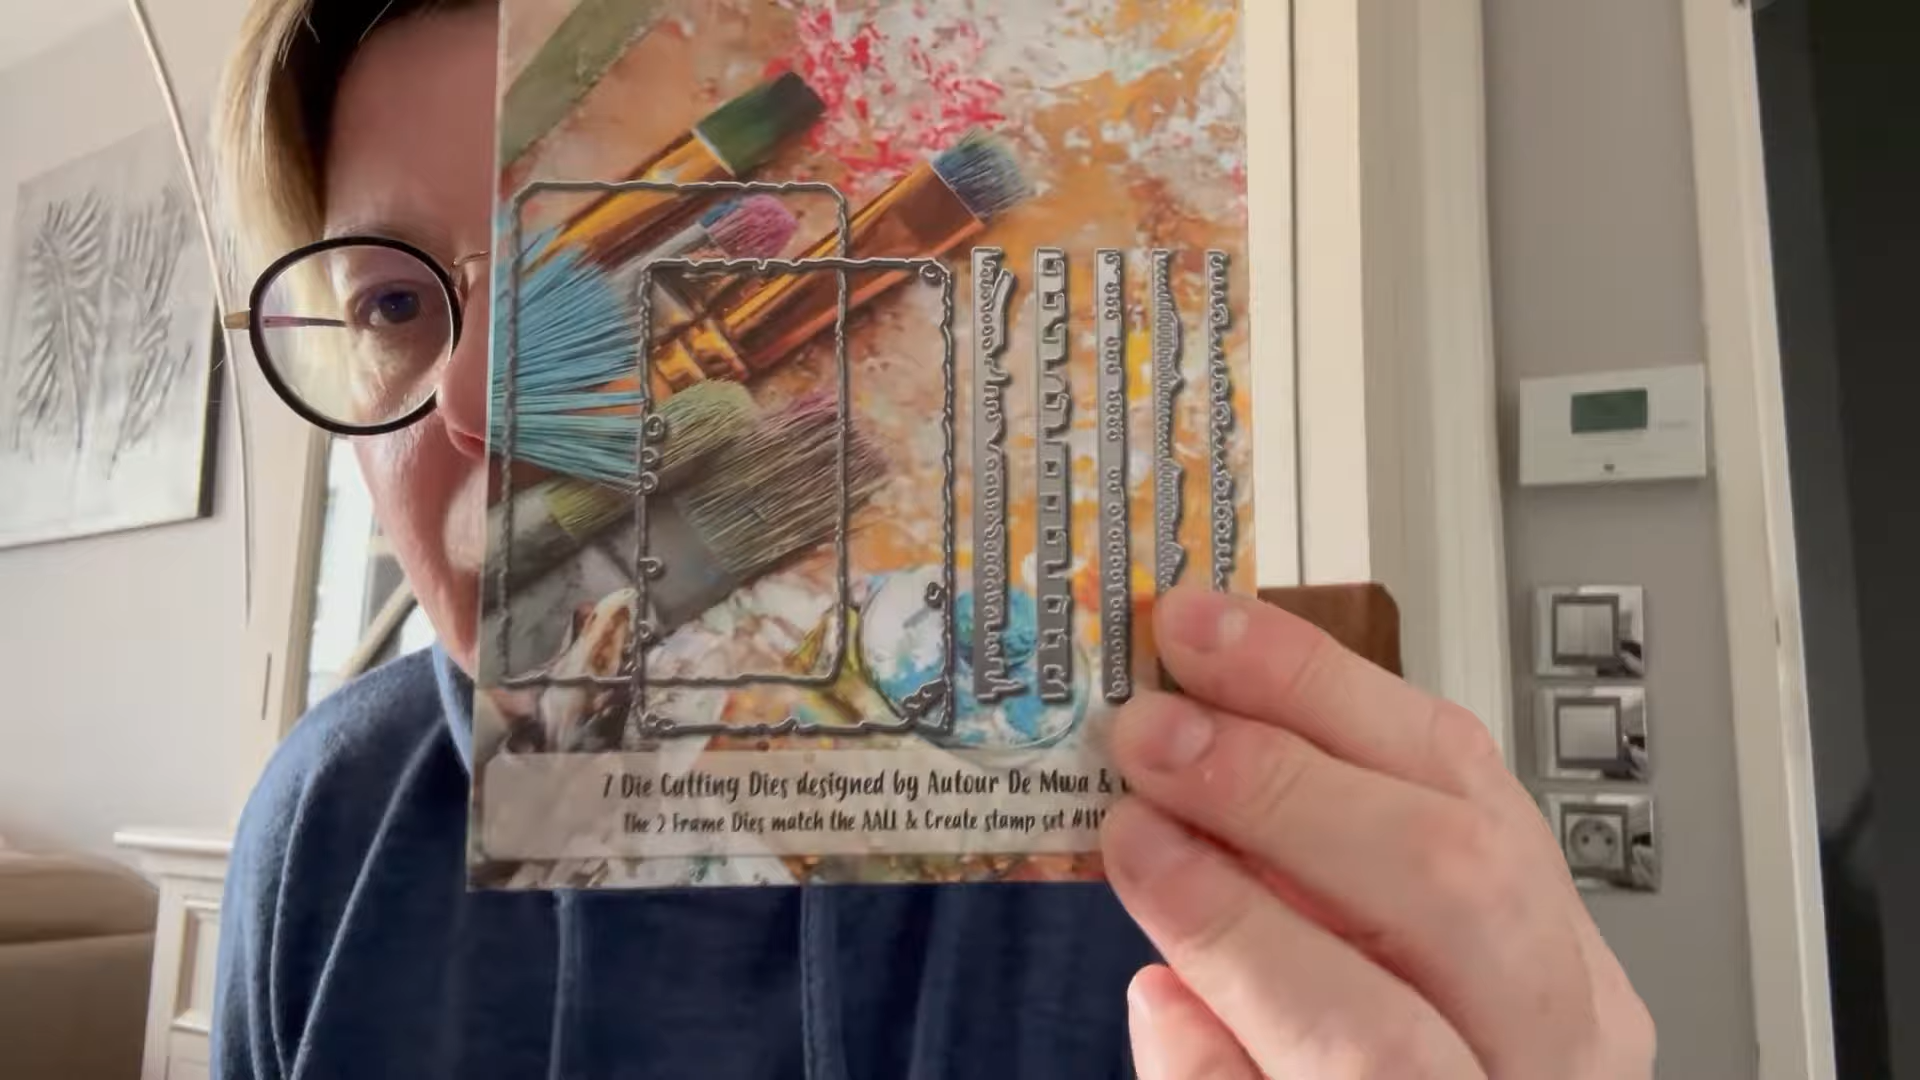 7 Die Cutting Dies designed by Autour De Mwa &
The 2 Frame Dies match the AALL & Create stamp set